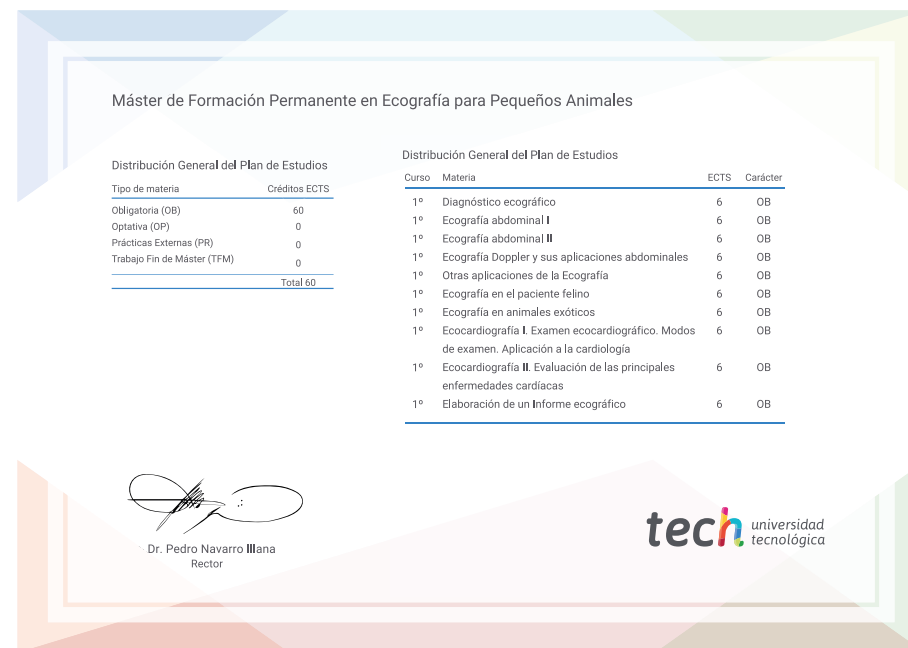 Máster de Formación Permanente en Ecografía para Pequeños Animales
Distribución General del Plan de Estudios
Tipo de materia Créditos ECTS
Obligatoria (OB) 60
Optativa (OP) 0
Prácticas Externas (PR) 0
Trabajo Fin de Máster (TFM) 0
Total 60
Distribución General del Plan de Estudios
Curso Materia ECTS Carácter
1º Diagnóstico ecográfico 6 OB
1º Ecografía abdominal I 6 OB
1º Ecografía abdominal II 6 OB
1º Ecografía Doppler y sus aplicaciones abdominales 6 OB
1º Otras aplicaciones de la Ecografía 6 OB
1º Ecografía en el paciente felino 6 OB
1º Ecografía en animales exóticos 6 OB
1º Ecocardiografía I. Examen ecocardiográfico. Modos 6 OB
de examen. Aplicación a la cardiología
1º Ecocardiografía II. Evaluación de las principales 6 OB
enfermedades cardíacas
1º Elaboración de un Informe ecográfico 6 OB
Dr. Pedro Navarro Illana
Rector
tech universidad
tecnológica